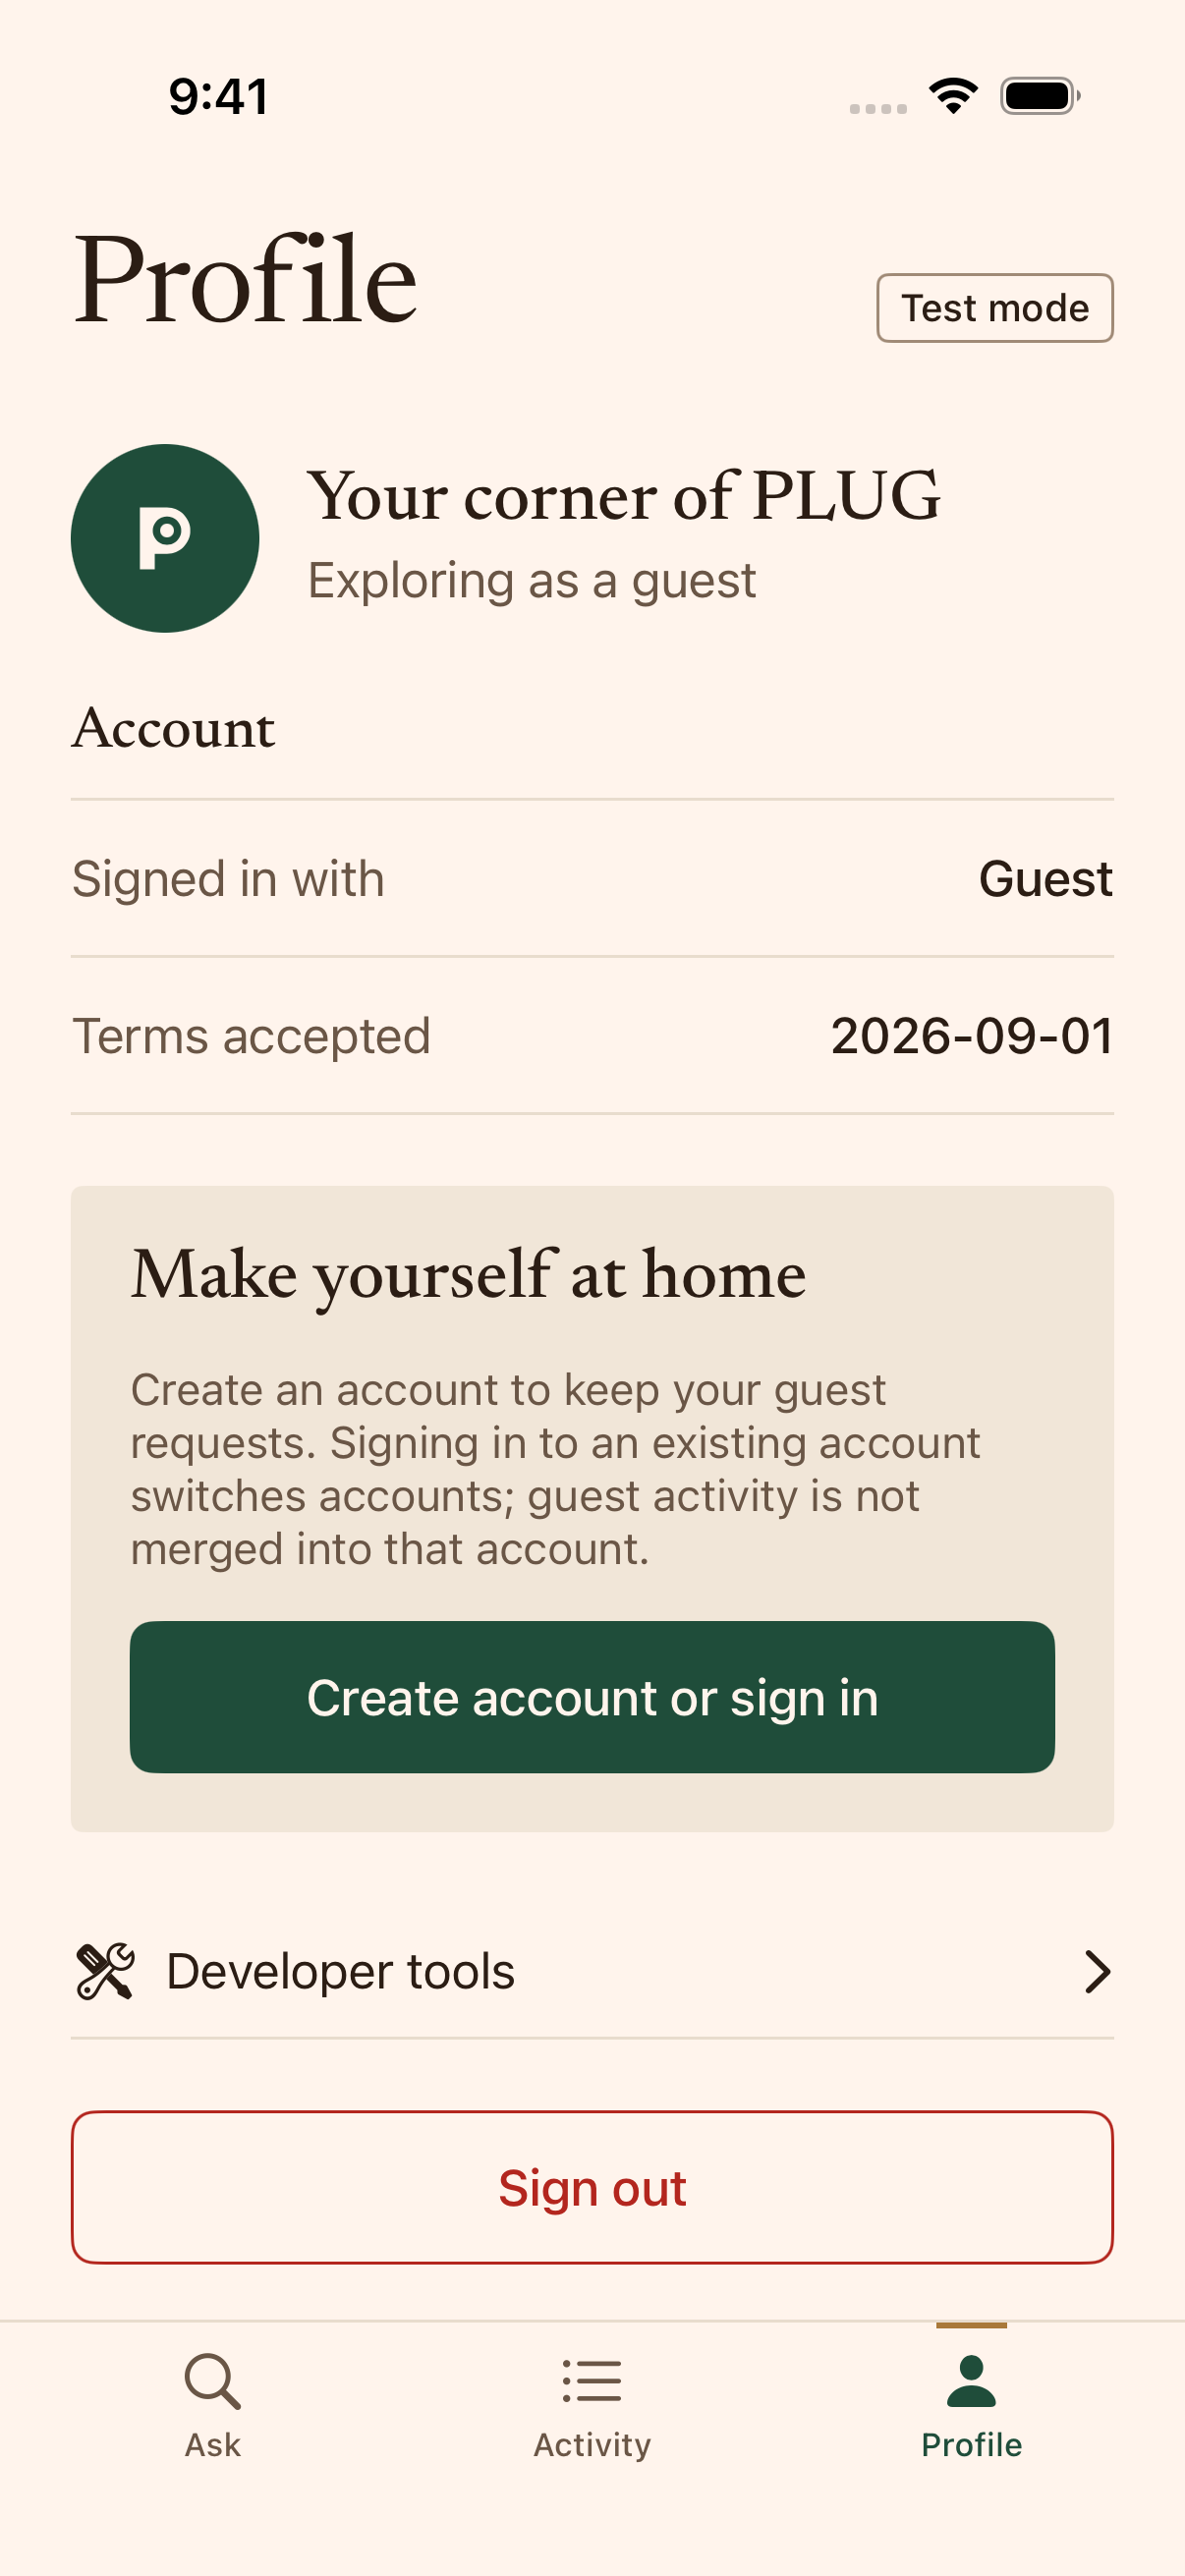 9:41
Profile
Test mode
Your corner of PLUG
Exploring as a guest
Account
Signed in with Guest
Terms accepted 2026-09-01
Make yourself at home
Create an account to keep your guest
requests. Signing in to an existing account
switches accounts; guest activity is not
merged into that account.
Create account or sign in
Developer tools
Sign out
Ask Activity Profile